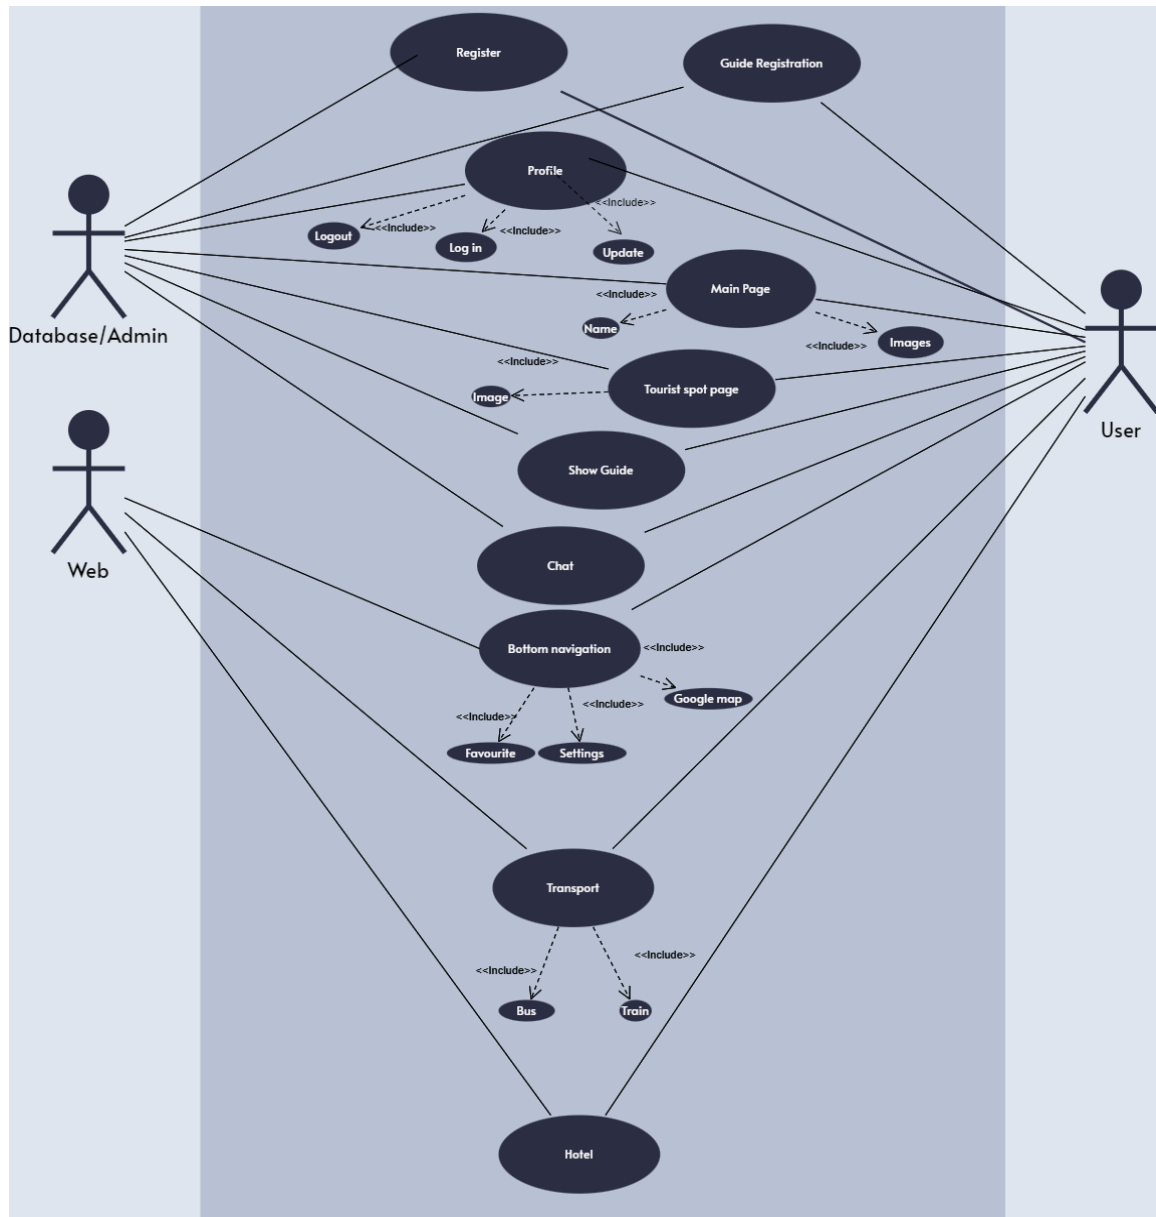 Register
Guide Registration
Profile
<<Include>>
Logout
<<Include>>
Log in
<<Include>>
Update
Main Page
<<Include>>
Name
<<Include>>
Images
Database/Admin
<<Include>>
Image
Tourist spot page
User
Show Guide
Web
Chat
Bottom navigation
<<Include>>
Google map
<<Include>>
<<Include>>
Favourite
Settings
Transport
<<Include>>
<<Include>>
Bus
Train
Hotel